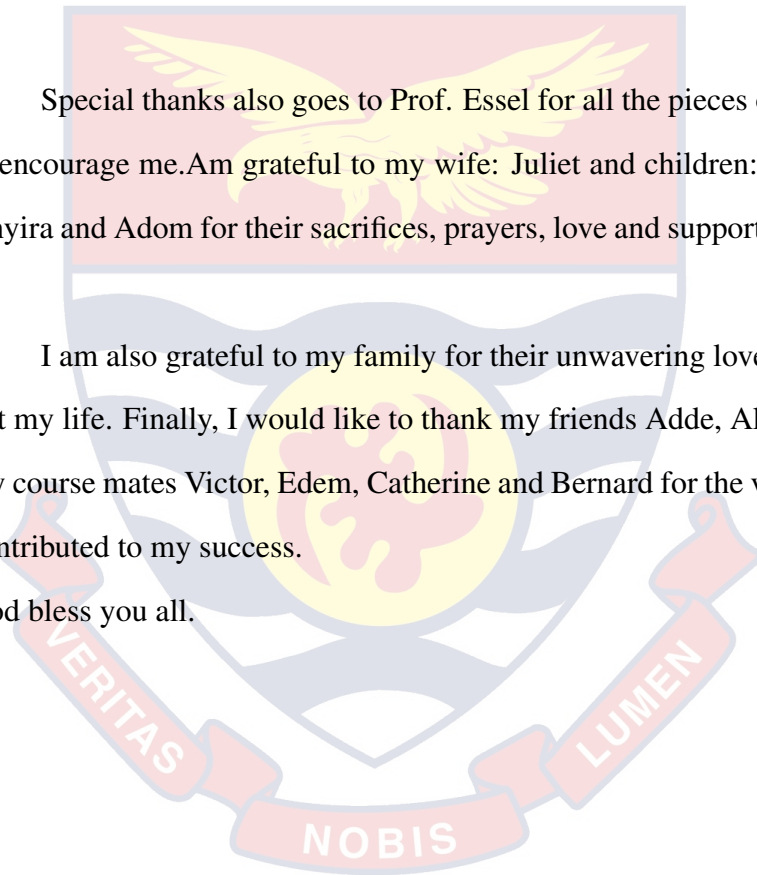 Special thanks also goes to Prof. Essel for all the pieces
encourage me.Am grateful to my wife: Juliet and children:
and Adom for their sacrifices, prayers, love and support
I am also grateful to my family for their unwavering love
my life. Finally, I would like to thank my friends Adde,
course mates Victor, Edem, Catherine and Bernard for the
to my success.
bless you all.
VERITAS
NOBIS
LUMEN